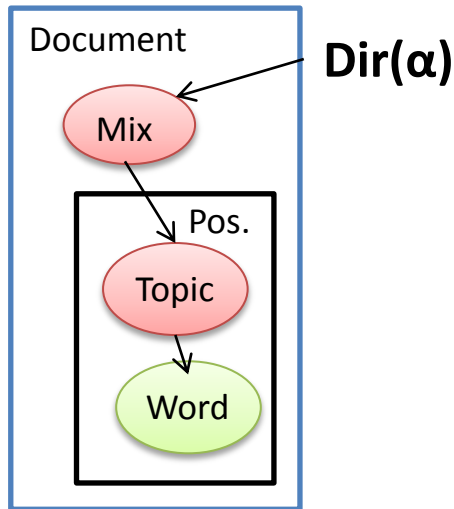 Document
Dir(α)
Mix
Pos.
Topic
Word